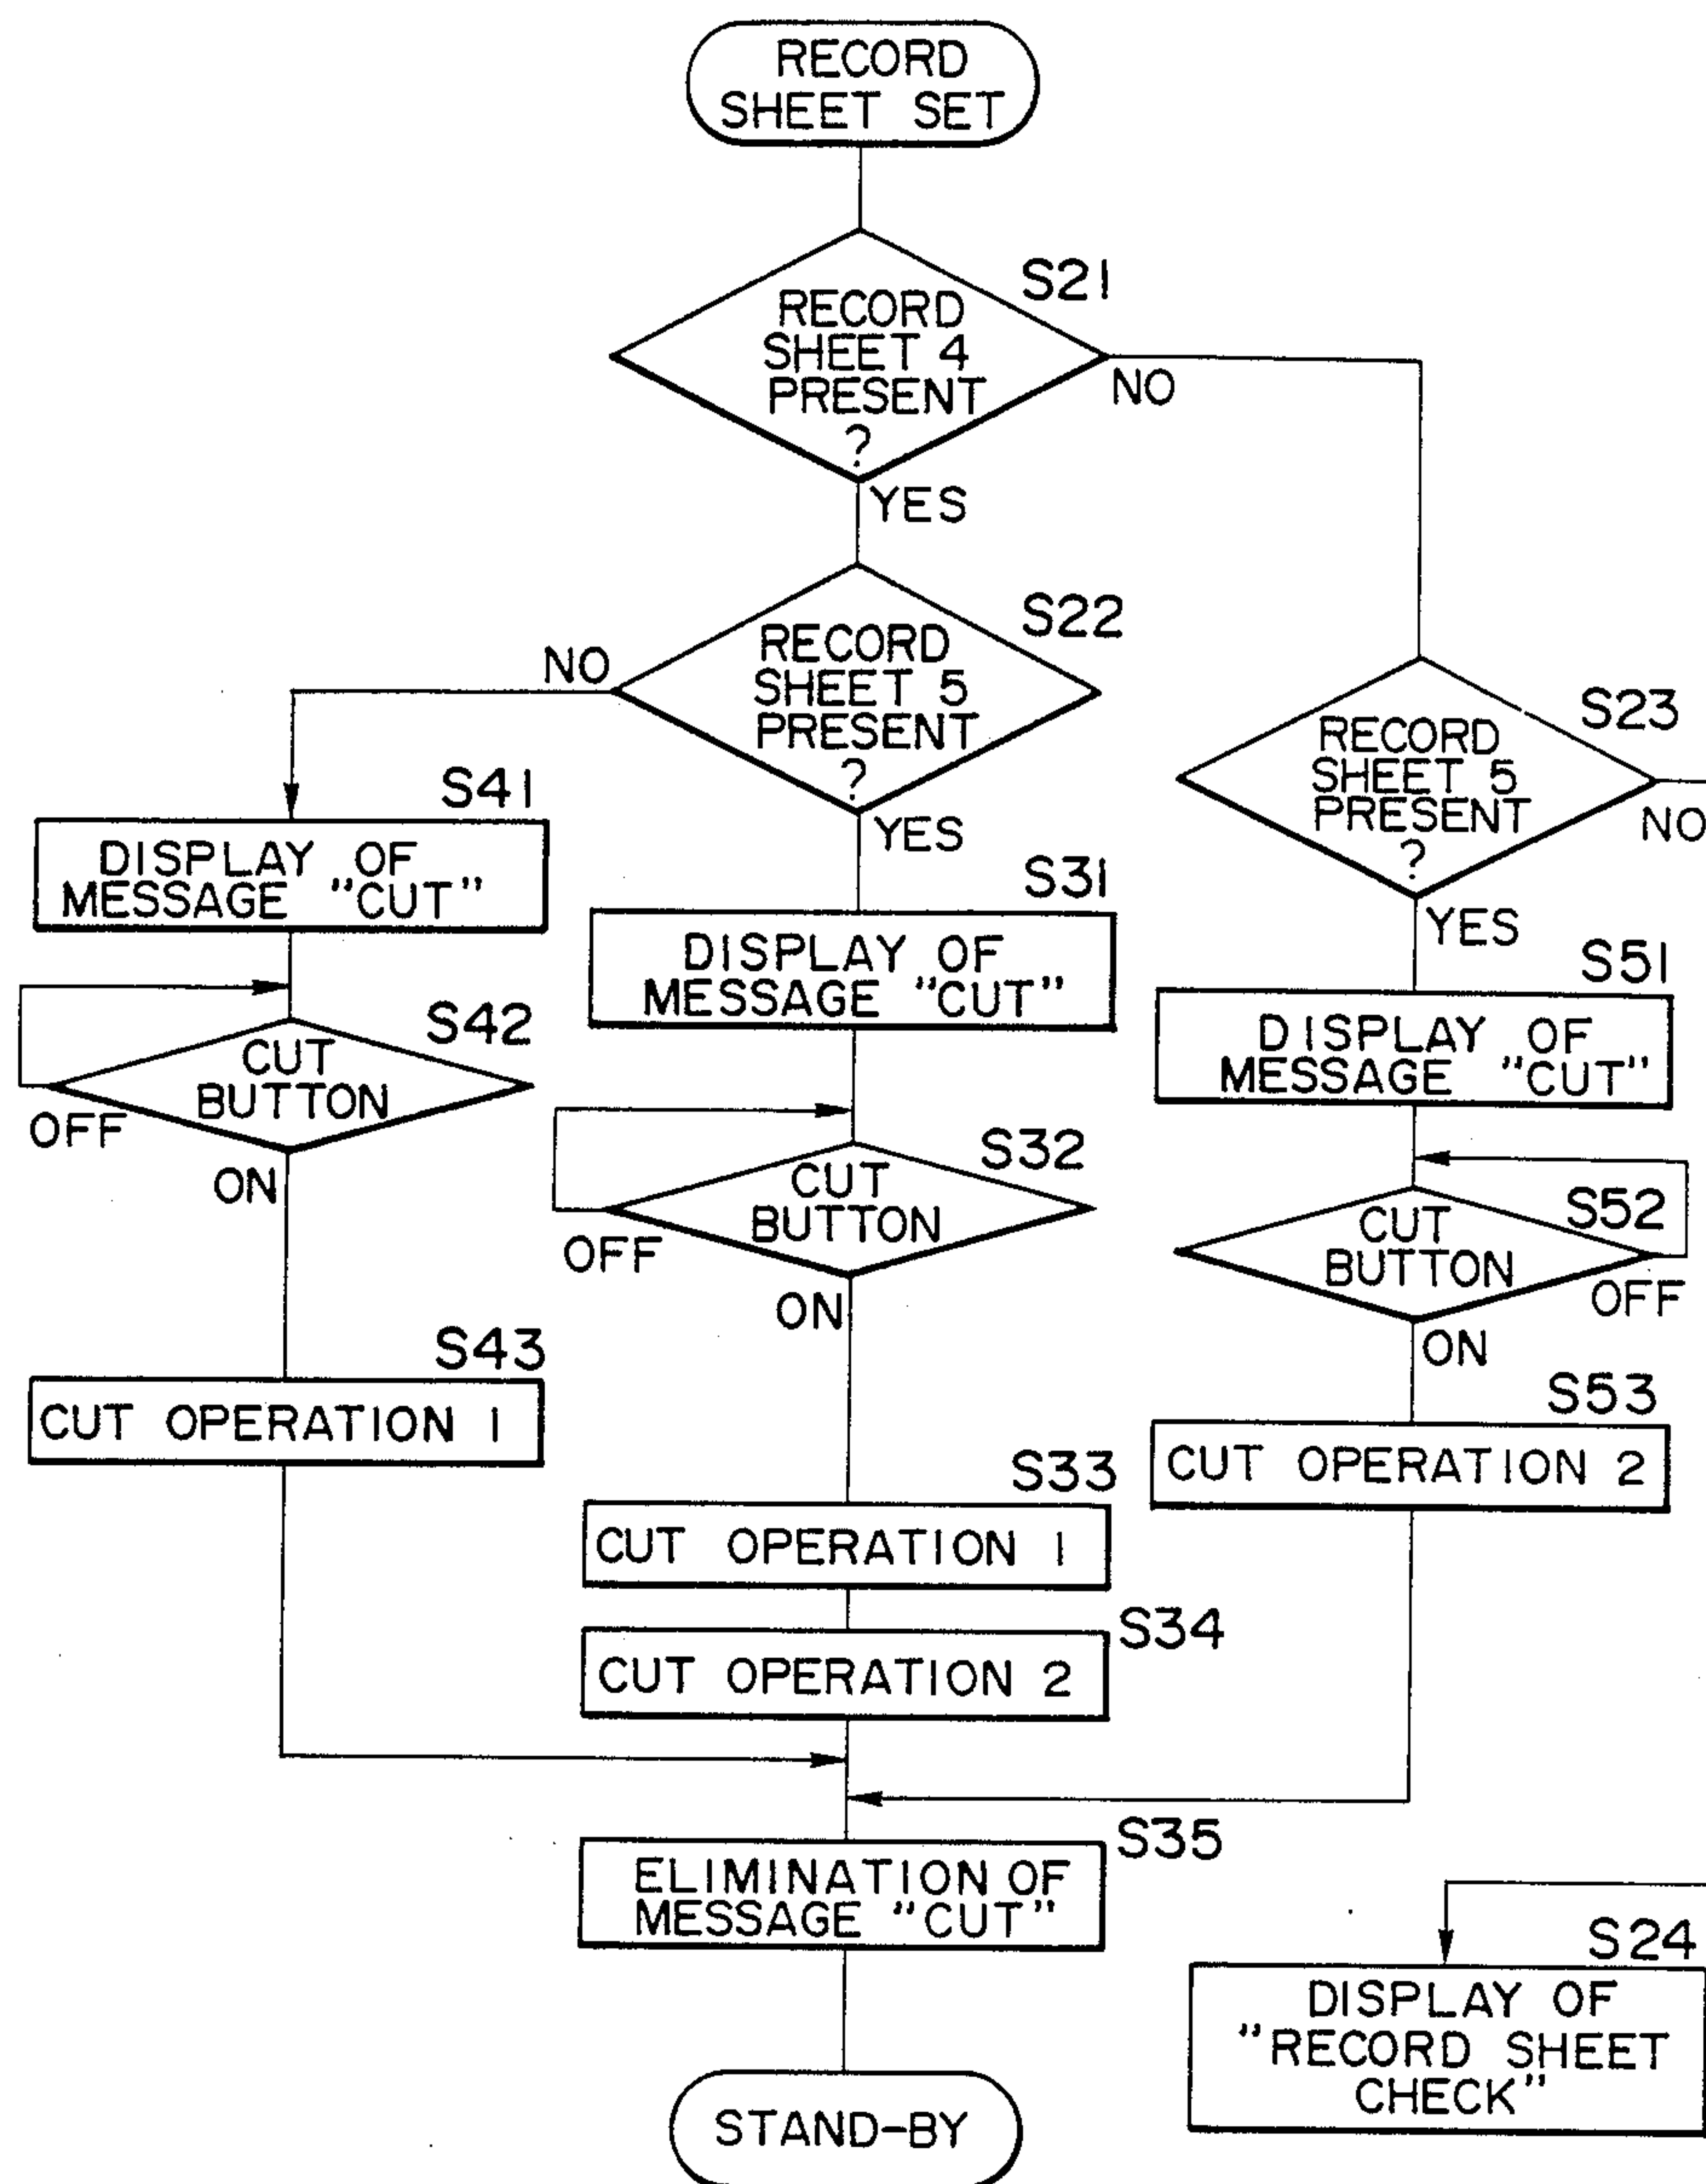 RECORD
SHEET SET
S21
RECORD
SHEET 4
PRESENT
?
NO
YES
S22
RECORD
SHEET 5
PRESENT
?
NO
YES
S23
RECORD
SHEET 5
PRESENT
?
NO
YES
S41
DISPLAY OF
MESSAGE "CUT"
S31
DISPLAY OF
MESSAGE "CUT"
S51
DISPLAY OF
MESSAGE "CUT"
S42
CUT
BUTTON
OFF
ON
S32
CUT
BUTTON
OFF
ON
S52
CUT
BUTTON
OFF
ON
S43
CUT OPERATION 1
S53
CUT OPERATION 2
S33
CUT OPERATION 1
S34
CUT OPERATION 2
S35
ELIMINATION OF
MESSAGE "CUT"
S24
DISPLAY OF
"RECORD SHEET
CHECK"
STAND-BY